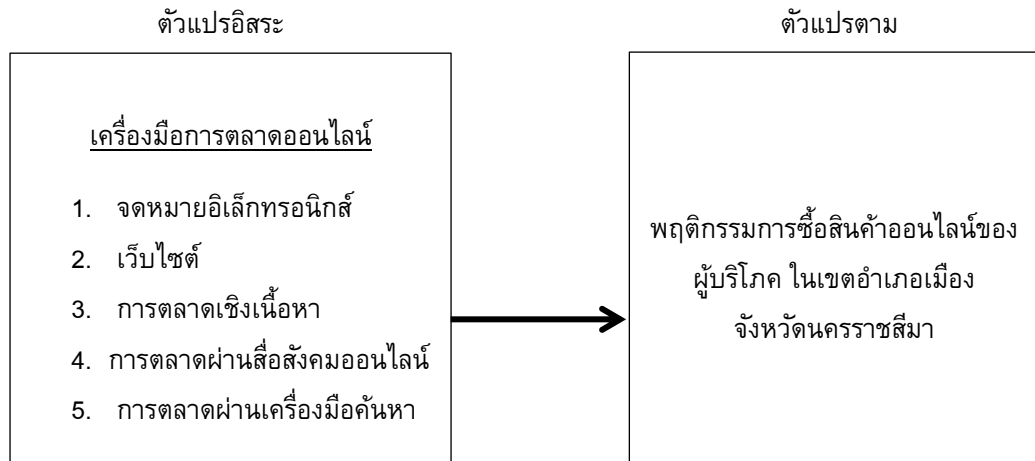 ตัวแปรอิสระ
เครื่องมือการตลาดออนไลน์
1. จดหมายอิเล็กทรอนิกส์
2. เว็บไซต์
3. การตลาดเชิงเนื้อหา
4. การตลาดผ่านสื่อสังคมออนไลน์
5. การตลาดผ่านเครื่องมือค้นหา
ตัวแปรตาม
พฤติกรรมการซื้อสินค้าออนไลน์ของ
ผู้บริโภค ในเขตอำเภอเมือง
จังหวัดนครราชสีมา